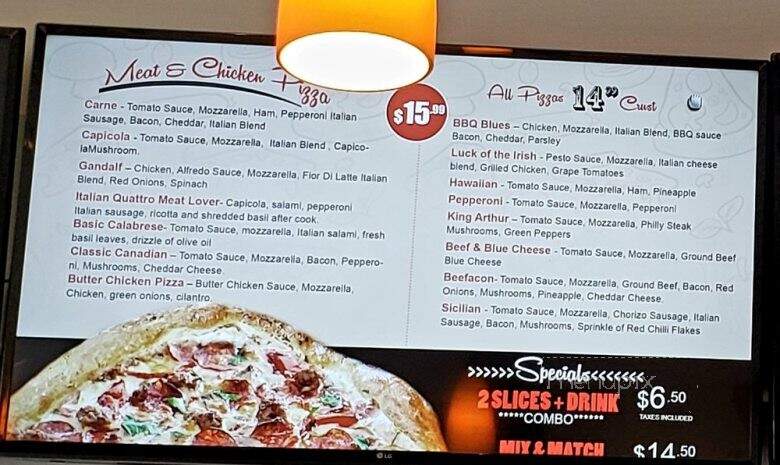 Meat & Chicken Pizza
Carne - Tomato Sauce, Mozzarella, Ham, Pepperoni Italian
Sausage, Bacon, Cheddar, Italian Blend
Capicola - Tomato Sauce, Mozzarella, Italian Blend , Capico-
laMushroom.
Gandalf – Chicken, Alfredo Sauce, Mozzarella, Fior Di Latte Italian
Blend, Red Onions, Spinach
Italian Quattro Meat Lover- Capicola, salami, pepperoni
Italian sausage, ricotta and shredded basil after cook.
Basic Calabrese- Tomato sauce, mozzarella, Italian salami, fresh
basil leaves, drizzle of olive oil
Classic Canadian – Tomato Sauce, Mozzarella, Bacon, Peppero-
ni, Mushrooms, Cheddar Cheese
Butter Chicken Pizza – Butter Chicken Sauce, Mozzarella,
Chicken, green onions, cilantro.
$15.99
All Pizzas 14” Crust
BBQ Blues – Chicken, Mozzarella, Italian Blend, BBQ sauce
Bacon, Cheddar, Parsley
Luck of the Irish - Pesto Sauce, Mozzarella, Italian cheese
blend, Grilled Chicken, Grape Tomatoes
Hawaiian - Tomato Sauce, Mozzarella, Ham, Pineapple
Pepperoni - Tomato Sauce, Mozzarella, Pepperoni
King Arthur – Tomato Sauce, Mozzarella, Philly Steak
Mushrooms, Green Peppers
Beef & Blue Cheese - Tomato Sauce, Mozzarella, Ground Beef
Blue Cheese
Beefacon- Tomato Sauce, Mozzarella, Ground Beef, Bacon, Red
Onions, Mushrooms, Pineapple, Cheddar Cheese
Sicilian - Tomato Sauce, Mozzarella, Chorizo Sausage, Italian
Sausage, Bacon, Mushrooms, Sprinkle of Red Chilli Flakes
>>>>>>Specials<<<<<<<
menupix
2 SLICES + DRINK $6.50
*****COMBO****** TAXES INCLUDED
MIX & MATCH $14.50
LG